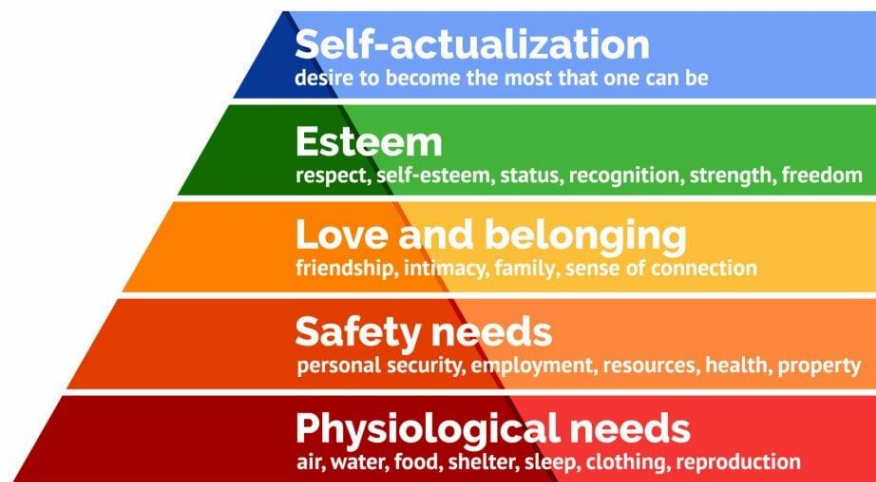 Self-actualization
desire to become the most that one can be
Esteem
respect, self-esteem, status, recognition, strength, freedom
Love and belonging
friendship, intimacy, family, sense of connection
Safety needs
personal security, employment, resources, health, property
Physiological needs
air, water, food, shelter, sleep, clothing, reproduction